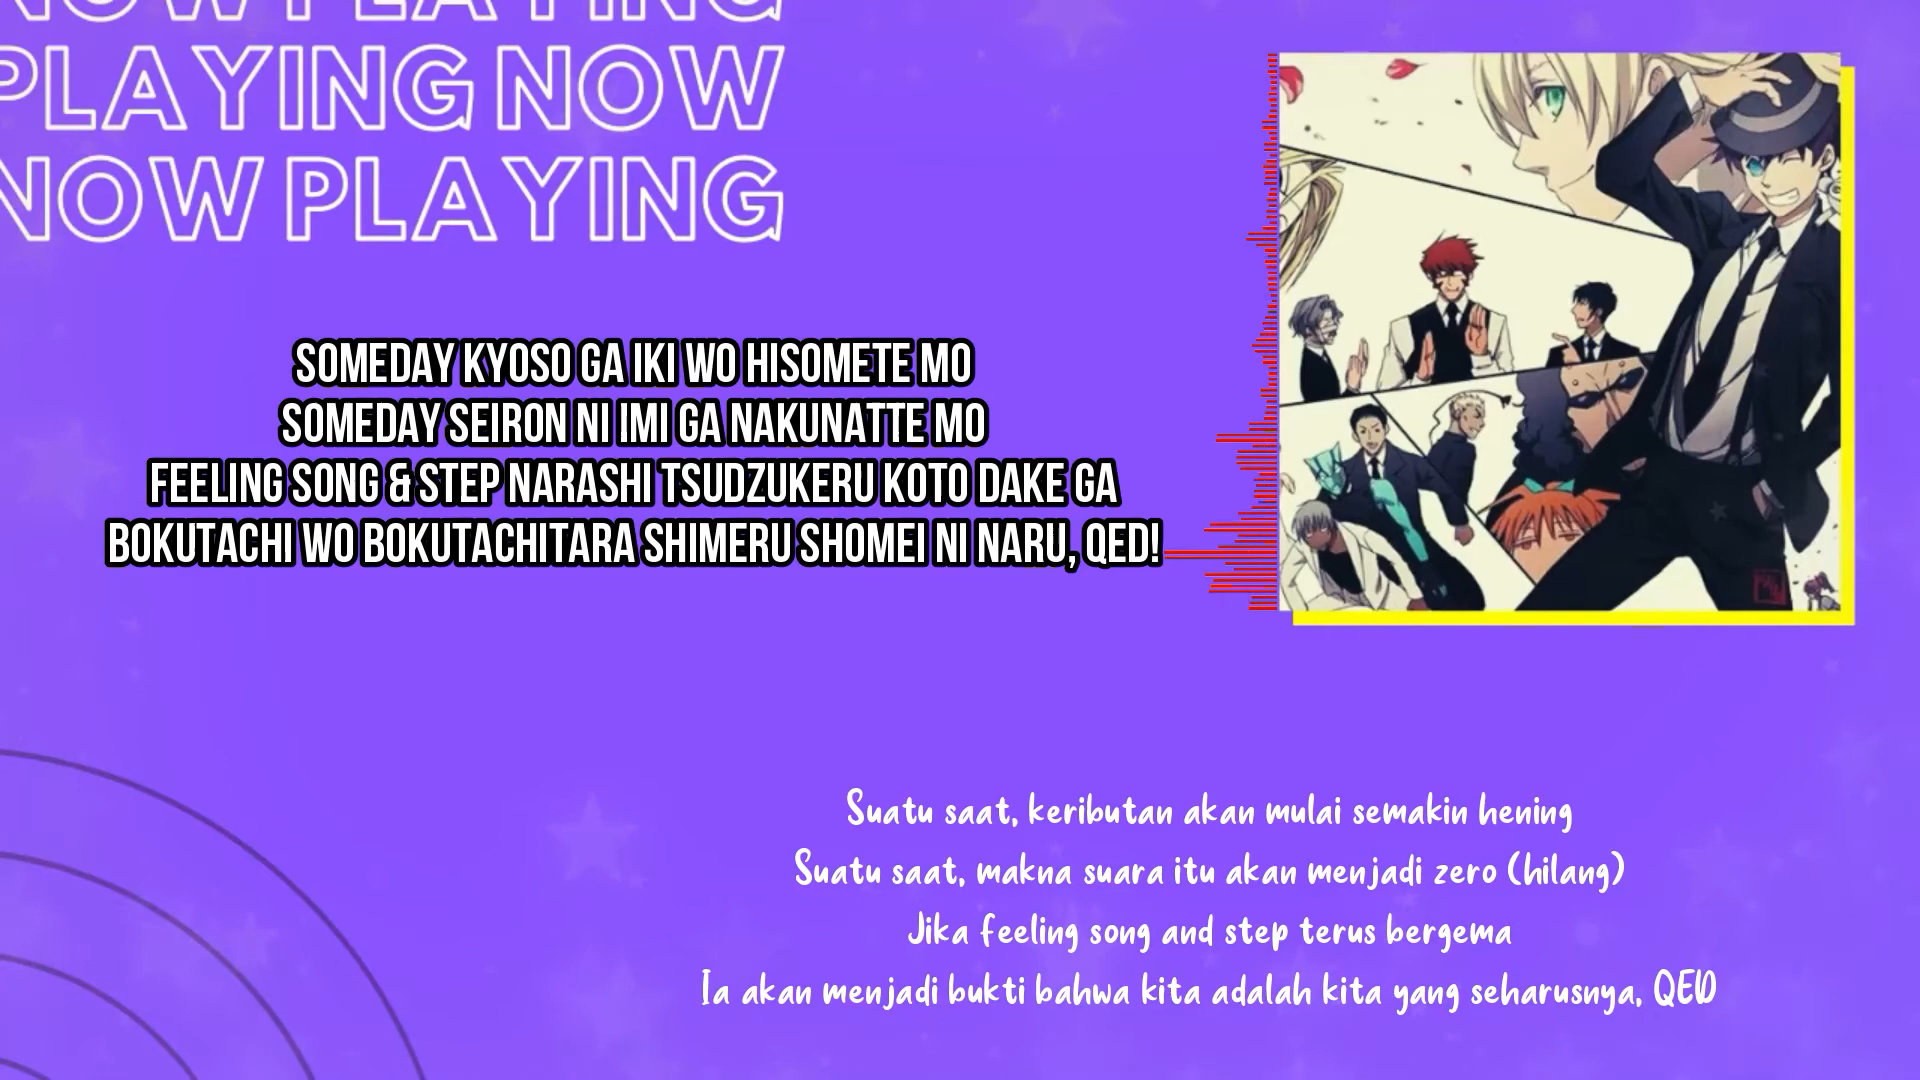 NOW PLAYING
PLAYING NOW
NOW PLAYING
SOMEDAY KYOSO GA IKI WO HISOMETE MO
SOMEDAY SEIRON NI IMI GA NAKUNATTE MO
FEELING SONG & STEP NARASHI TSUDZUKERU KOTO DAKE GA
BOKUTACHI WO BOKUTACHITARA SHIMERU SHOMEI NI NARU, QED!
Suatu saat, keributan akan mulai semakin hening
Suatu saat, makna suara itu akan menjadi zero (hilang)
Jika feeling song and step terus bergema
Ia akan menjadi bukti bahwa kita adalah kita yang seharusnya, QED